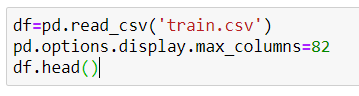 df=pd.read_csv('train.csv')
pd.options.display.max_columns=82
df.head()